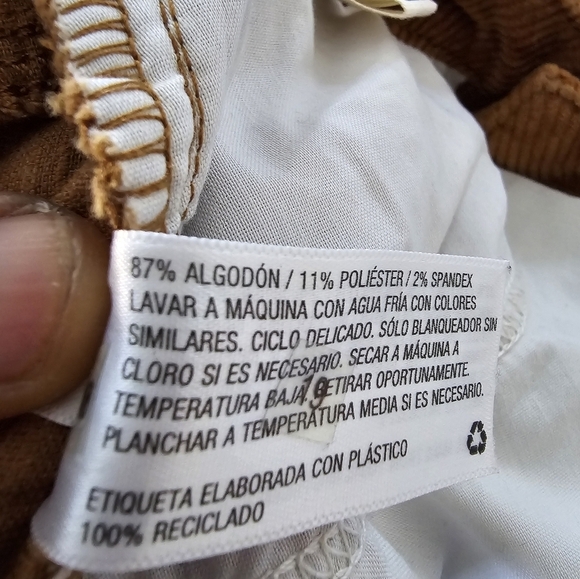 87% ALGODÓN / 11% POLIÉSTER / 2% SPANDEX
LAVAR A MÁQUINA CON AGUA FRÍA CON COLORES
SIMILARES. CICLO DELICADO. SÓLO BLANQUEADOR SIN
CLORO SI ES NECESARIO. SECAR A MÁQUINA A
TEMPERATURA BAJA. RETIRAR OPORTUNAMENTE.
PLANCHAR A TEMPERATURA MEDIA SI ES NECESARIO.
ETIQUETA ELABORADA CON PLÁSTICO
100% RECICLADO